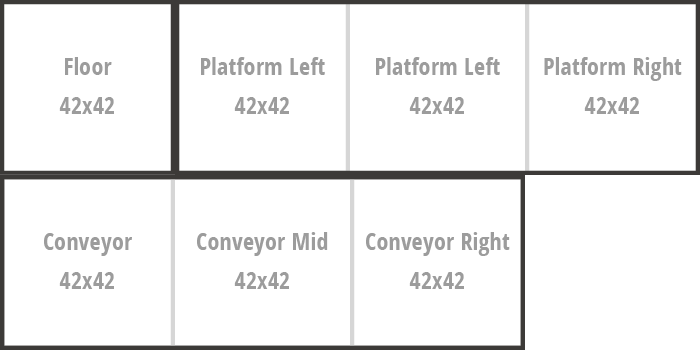 Floor
42x42
Platform Left
42x42
Platform Left
42x42
Platform Right
42x42
Conveyor
42x42
Conveyor Mid
42x42
Conveyor Right
42x42